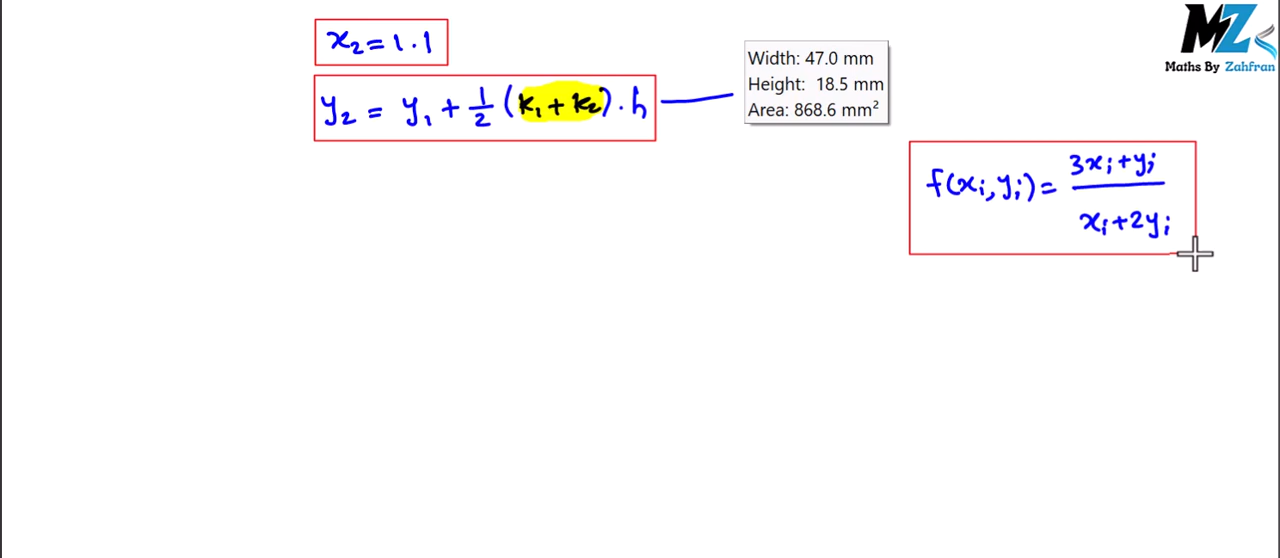 x₂ = 1.1
MZ
Maths By Zahfran
y₂ = y₁ + 1/2 (k₁ + k₂) . h
Width: 47.0 mm
Height: 18.5 mm
Area: 868.6 mm²
f(xᵢ, yᵢ) = (3xᵢ + yᵢ) / (xᵢ + 2yᵢ)